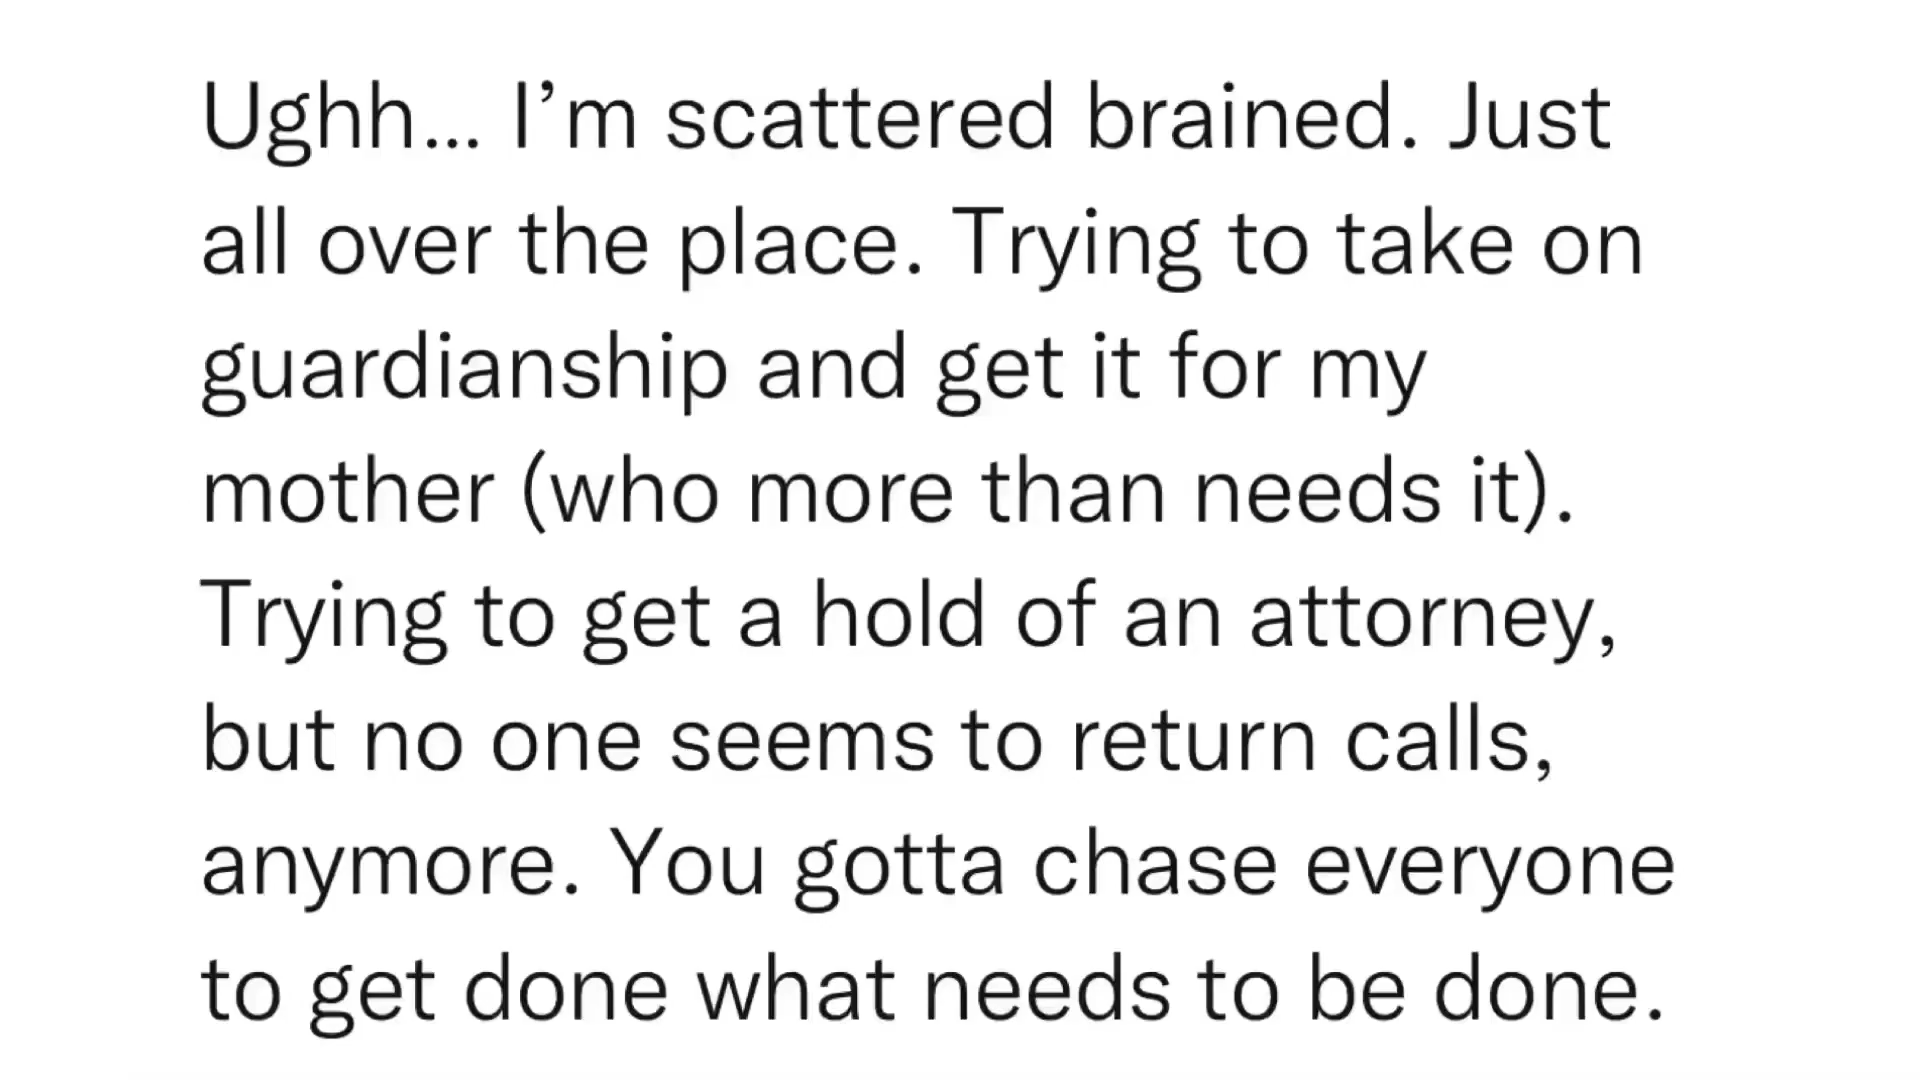 Ughh... I’m scattered brained. Just
all over the place. Trying to take on
guardianship and get it for my
mother (who more than needs it).
Trying to get a hold of an attorney,
but no one seems to return calls,
anymore. You gotta chase everyone
to get done what needs to be done.